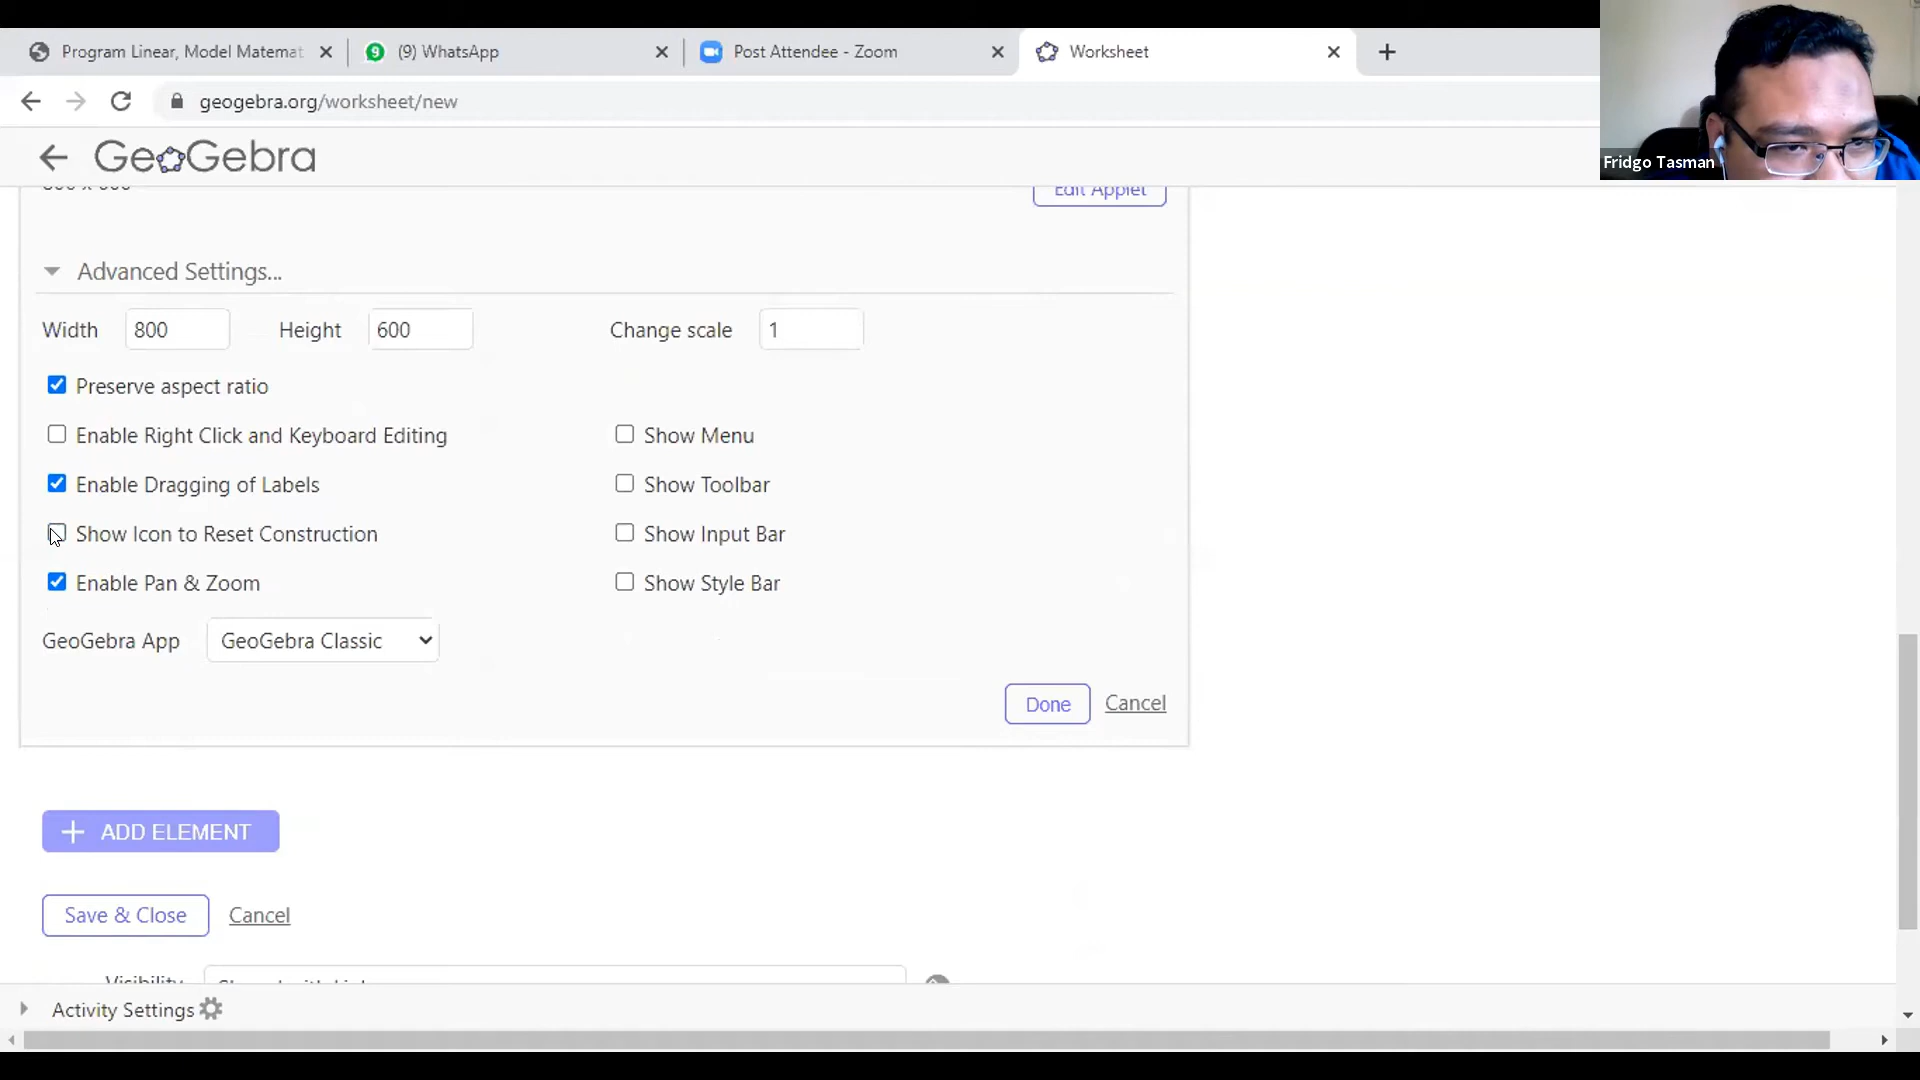 Program Linear, Model Matemat
(9) WhatsApp
Post Attendee - Zoom
Worksheet
geogebra.org/worksheet/new
GeoGebra
Fridgo Tasman
Edit Applet
Advanced Settings...
Width 800 Height 600 Change scale 1
Preserve aspect ratio
Enable Right Click and Keyboard Editing Show Menu
Enable Dragging of Labels Show Toolbar
Show Icon to Reset Construction Show Input Bar
Enable Pan & Zoom Show Style Bar
GeoGebra App GeoGebra Classic
Done Cancel
+ ADD ELEMENT
Save & Close Cancel
Visibility
Activity Settings